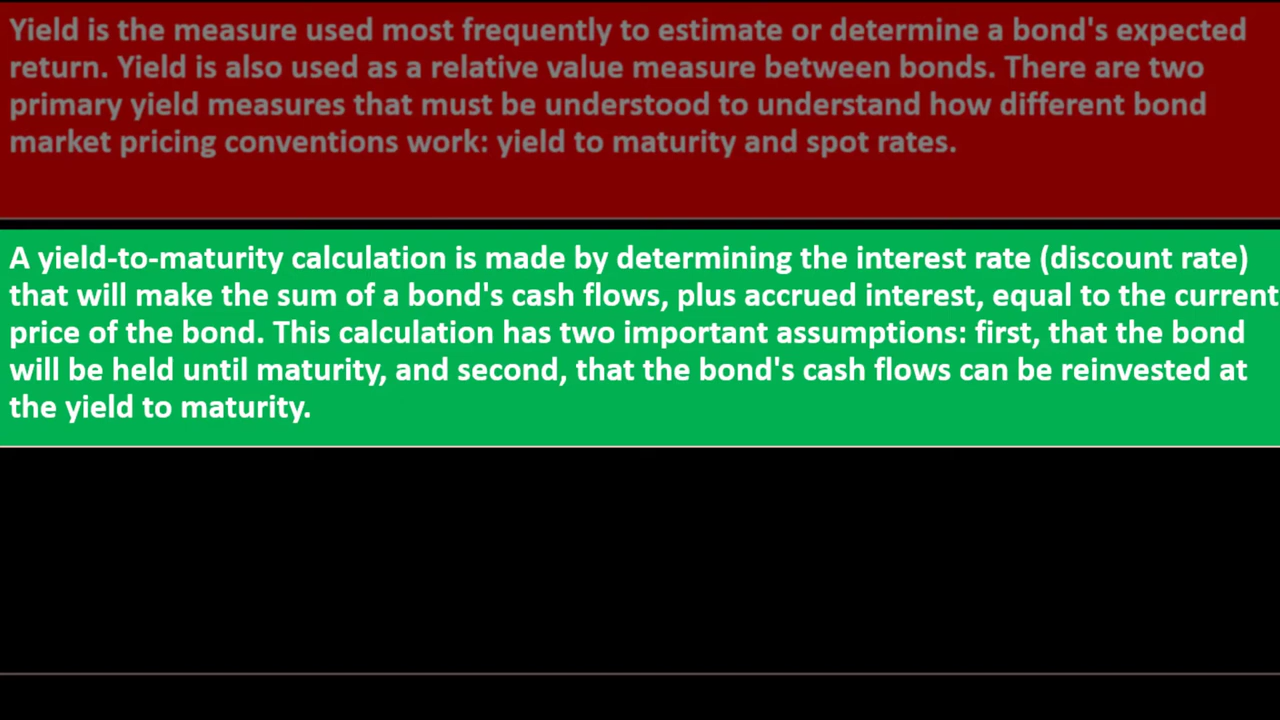 Yield is the measure used most frequently to estimate or determine a bond's expected
return. Yield is also used as a relative value measure between bonds. There are two
primary yield measures that must be understood to understand how different bond
market pricing conventions work: yield to maturity and spot rates.
A yield-to-maturity calculation is made by determining the interest rate (discount rate)
that will make the sum of a bond's cash flows, plus accrued interest, equal to the current
price of the bond. This calculation has two important assumptions: first, that the bond
will be held until maturity, and second, that the bond's cash flows can be reinvested at
the yield to maturity.